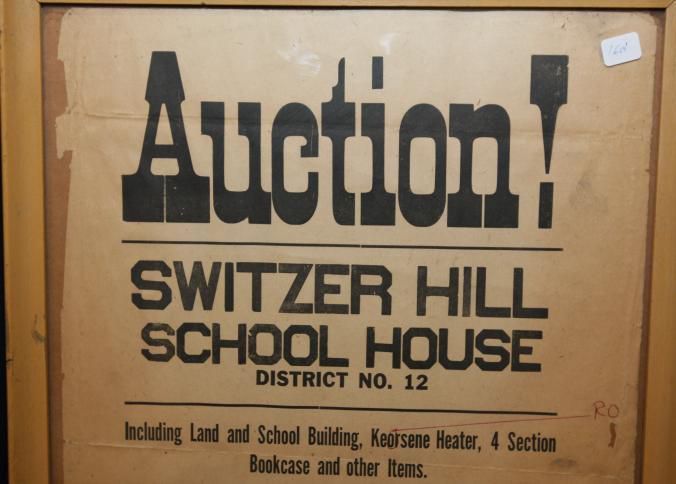 Auction!
SWITZER HILL
SCHOOL HOUSE
DISTRICT NO. 12
RO
Including Land and School Building, Keorsene Heater, 4 Section
Bookcase and other Items.